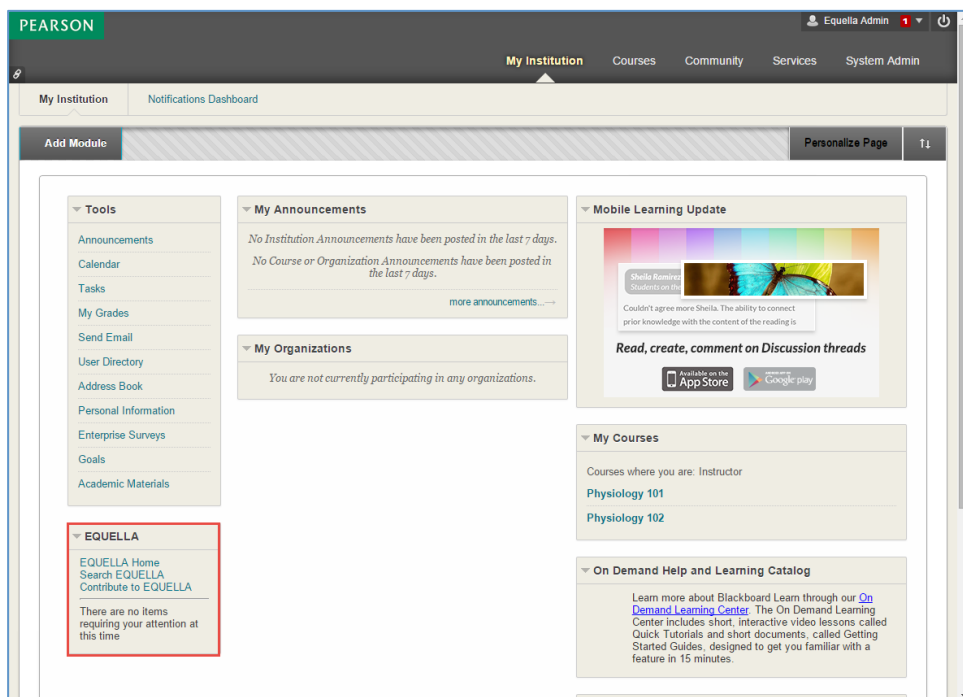 PEARSON
Equella Admin 1
My Institution Courses Community Services System Admin
My Institution Notifications Dashboard
Add Module
Personalize Page
Tools
Announcements
Calendar
Tasks
My Grades
Send Email
User Directory
Address Book
Personal Information
Enterprise Surveys
Goals
Academic Materials
EQUELLA
EQUELLA Home
Search EQUELLA
Contribute to EQUELLA
There are no items
requiring your attention at
this time
My Announcements
No Institution Announcements have been posted in the last 7 days.
No Course or Organization Announcements have been posted in
the last 7 days.
more announcements...→
My Organizations
You are not currently participating in any organizations.
Mobile Learning Update
Sheila Ramirez
Students on the
Couldn't agree more Sheila. The ability to connect
prior knowledge with the content of the reading is
Read, create, comment on Discussion threads
Available on the
App Store
Google play
My Courses
Courses where you are: Instructor
Physiology 101
Physiology 102
On Demand Help and Learning Catalog
Learn more about Blackboard Learn through our On
Demand Learning Center. The On Demand Learning
Center includes short, interactive video lessons called
Quick Tutorials and short documents, called Getting
Started Guides, designed to get you familiar with a
feature in 15 minutes.